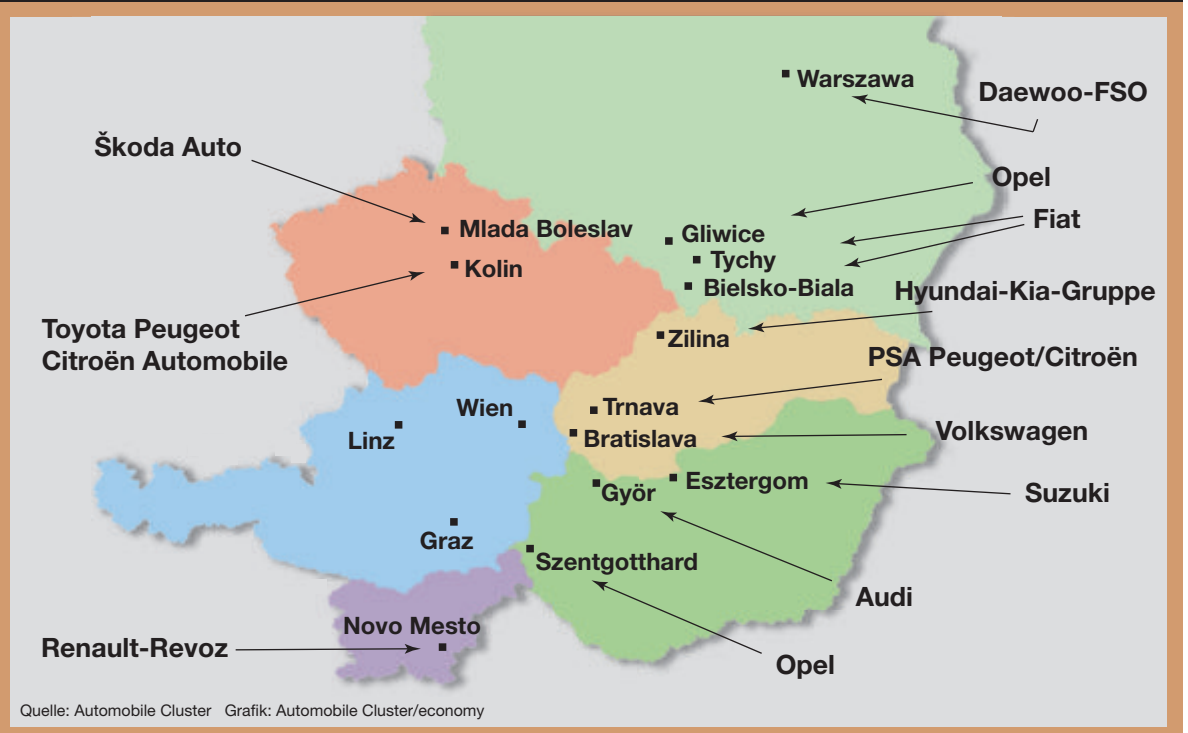 Warszawa
Daewoo-FSO
Škoda Auto
Opel
Fiat
Mlada Boleslav
Gliwice
Tychy
Kolin
Bielsko-Biala
Hyundai-Kia-Gruppe
Toyota Peugeot
Citroën Automobile
Zilina
PSA Peugeot/Citroën
Wien
Trnava
Linz
Bratislava
Volkswagen
Györ
Esztergom
Suzuki
Graz
Szentgotthard
Audi
Novo Mesto
Renault-Revoz
Opel
Quelle: Automobile Cluster Grafik: Automobile Cluster/economy